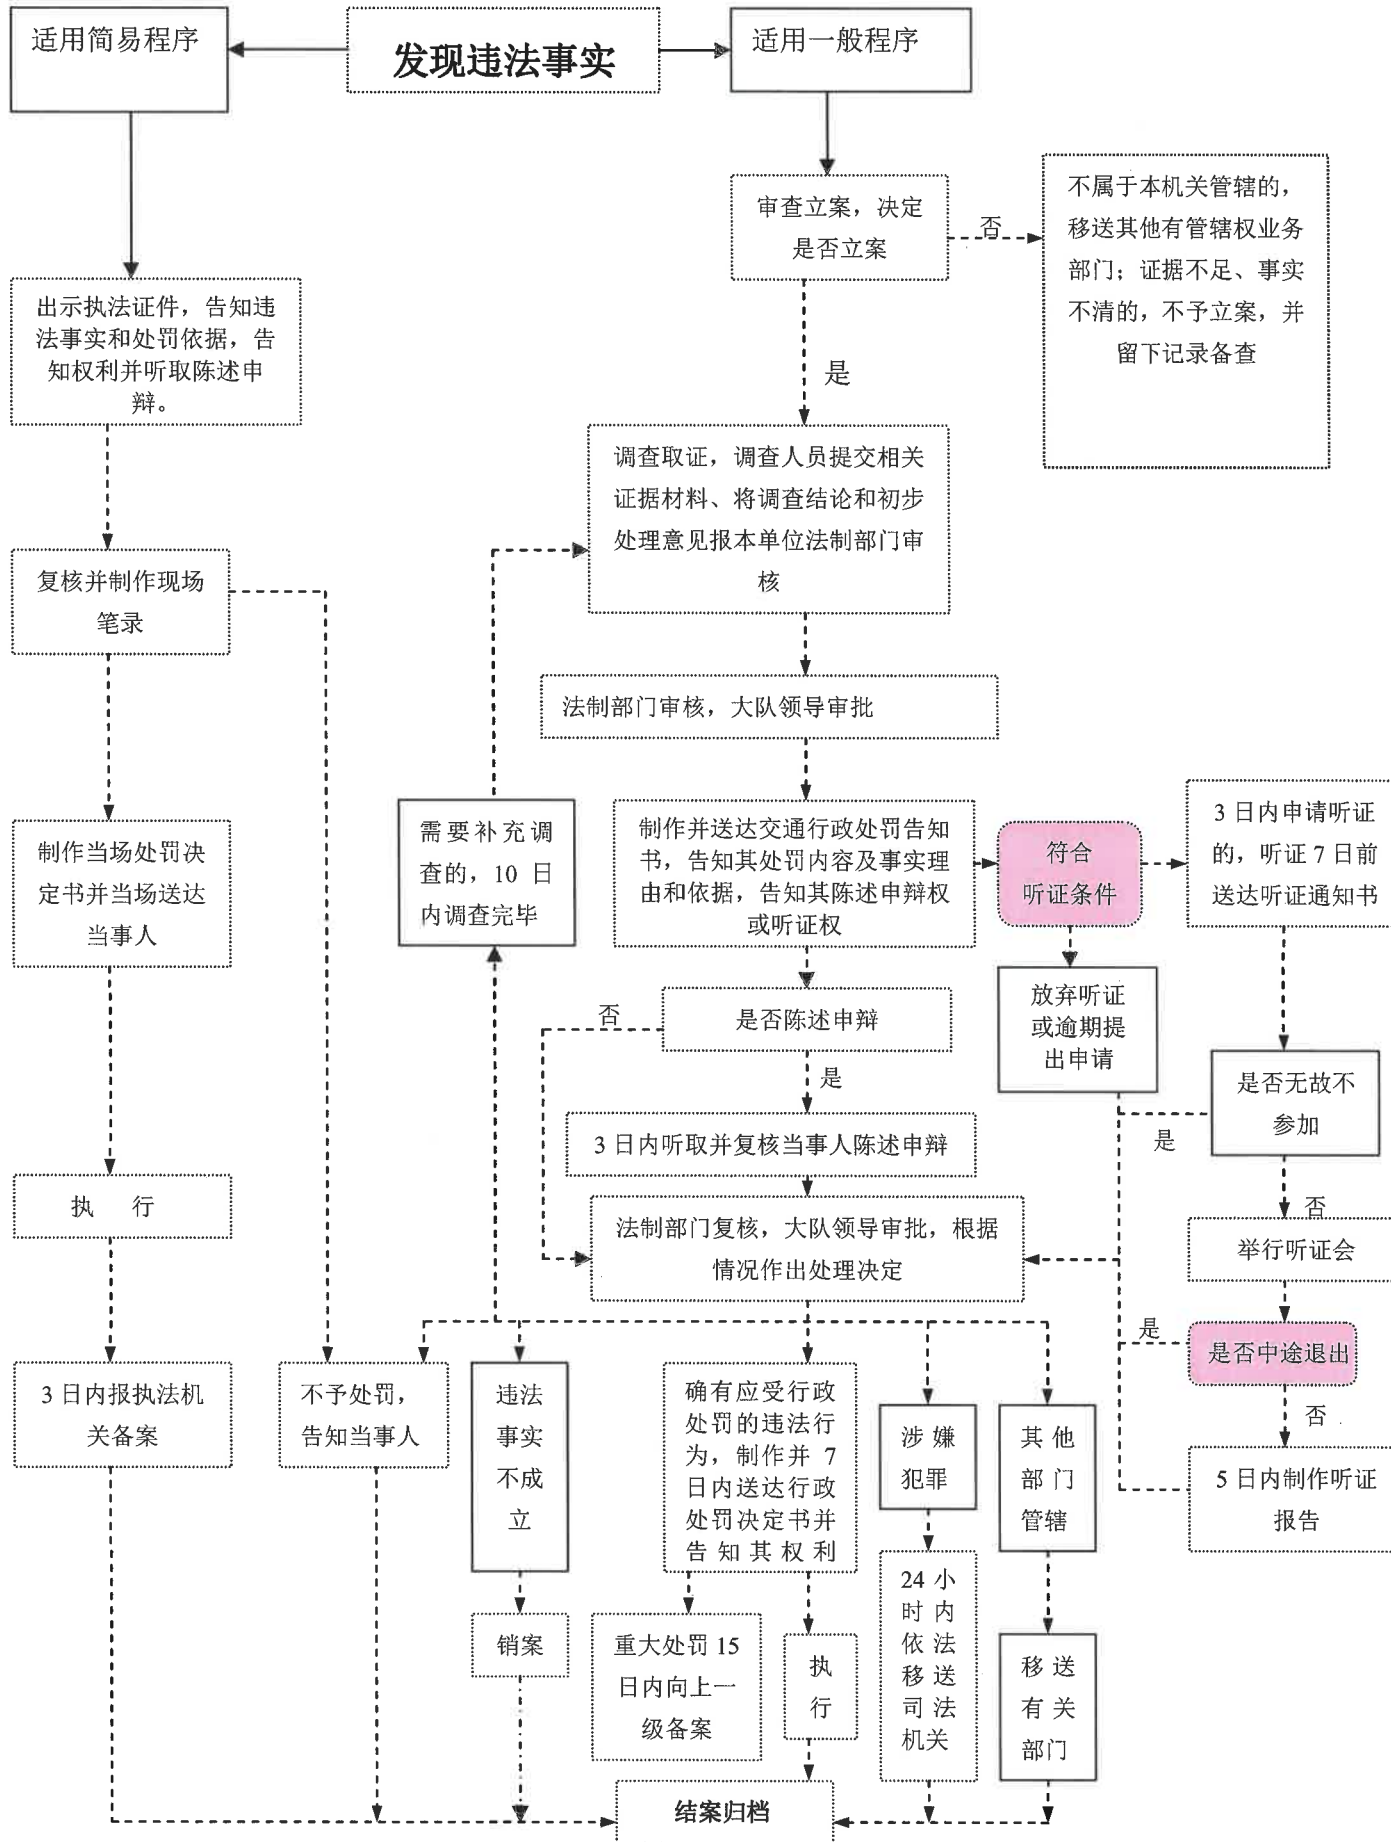 适用简易程序
发现违法事实
适用一般程序
审查立案，决定
是否立案
否
不属于本机关管辖的，
移送其他有管辖权业务
部门；证据不足、事实
不清的，不予立案，并
留下记录备查
出示执法证件，告知违
法事实和处罚依据，告
知权利并听取陈述申
辩。
是
调查取证，调查人员提交相关
证据材料、将调查结论和初步
处理意见报本单位法制部门审
核
复核并制作现场
笔录
法制部门审核，大队领导审批
制作当场处罚决
定书并当场送达
当事人
需要补充调
查的，10 日
内调查完毕
制作并送达交通行政处罚告知
书，告知其处罚内容及事实理
由和依据，告知其陈述申辩权
或听证权
符合
听证条件
3 日内申请听证
的，听证 7 日前
送达听证通知书
放弃听证
或逾期提
出申请
否
是否陈述申辩
是
是否无故不
参加
是
3 日内听取并复核当事人陈述申辩
执 行
否
法制部门复核，大队领导审批，根据
情况作出处理决定
举行听证会
是
是否中途退出
否
3 日内报执法机
关备案
不予处罚，
告知当事人
违法
事实
不成
立
确有应受行政
处罚的违法行
为，制作并 7
日内送达行政
处罚决定书并
告知其权利
涉嫌
犯罪
其他
部门
管辖
5 日内制作听证
报告
销案
重大处罚 15
日内向上一
级备案
执
行
24 小
时内
依法
移送
司法
机关
移送
有关
部门
结案归档